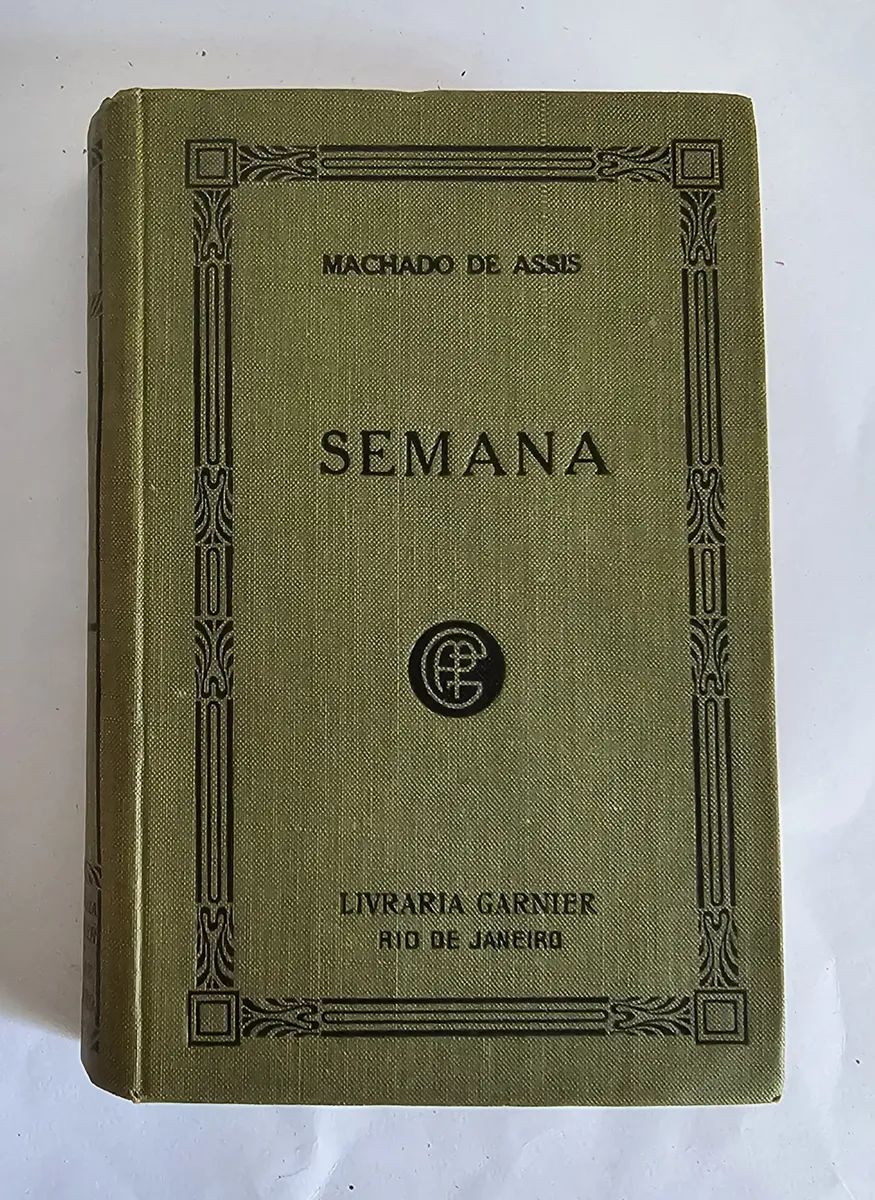 MACHADO DE ASSIS
SEMANA
LIVRARIA GARNIER
RIO DE JANEIRO